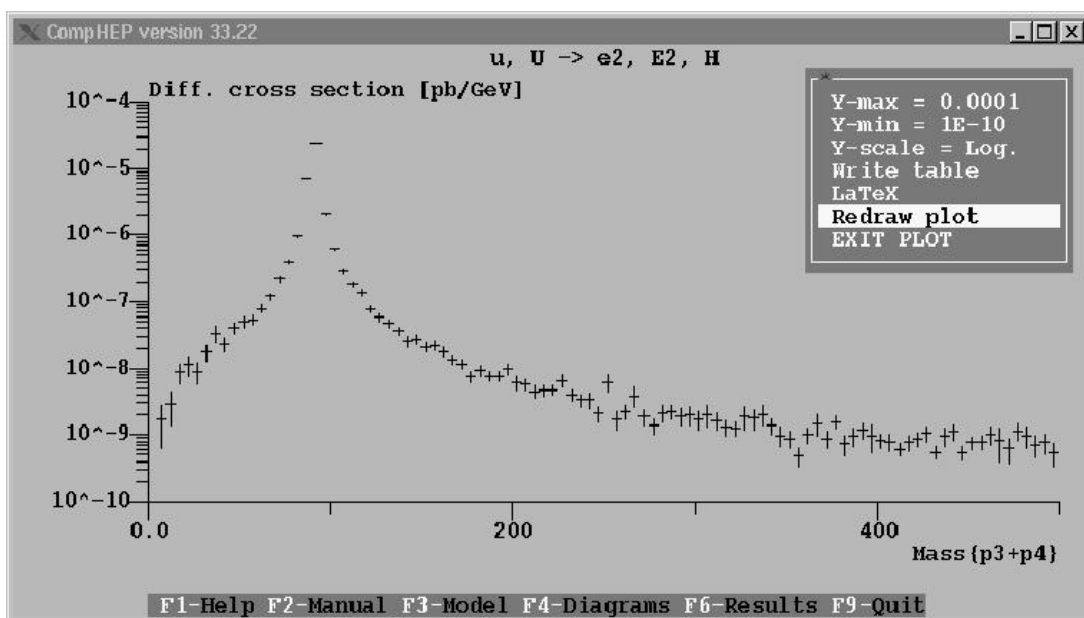 CompHEP version 33.22
u, U -> e2, E2, H
Diff. cross section [pb/GeV]
*
Y-max = 0.0001
Y-min = 1E-10
Y-scale = Log.
Write table
LaTeX
Redraw plot
EXIT PLOT
10^-4
10^-5
10^-6
10^-7
10^-8
10^-9
10^-10
0.0
200
400
Mass{p3+p4}
F1-Help F2-Manual F3-Model F4-Diagrams F6-Results F9-Quit